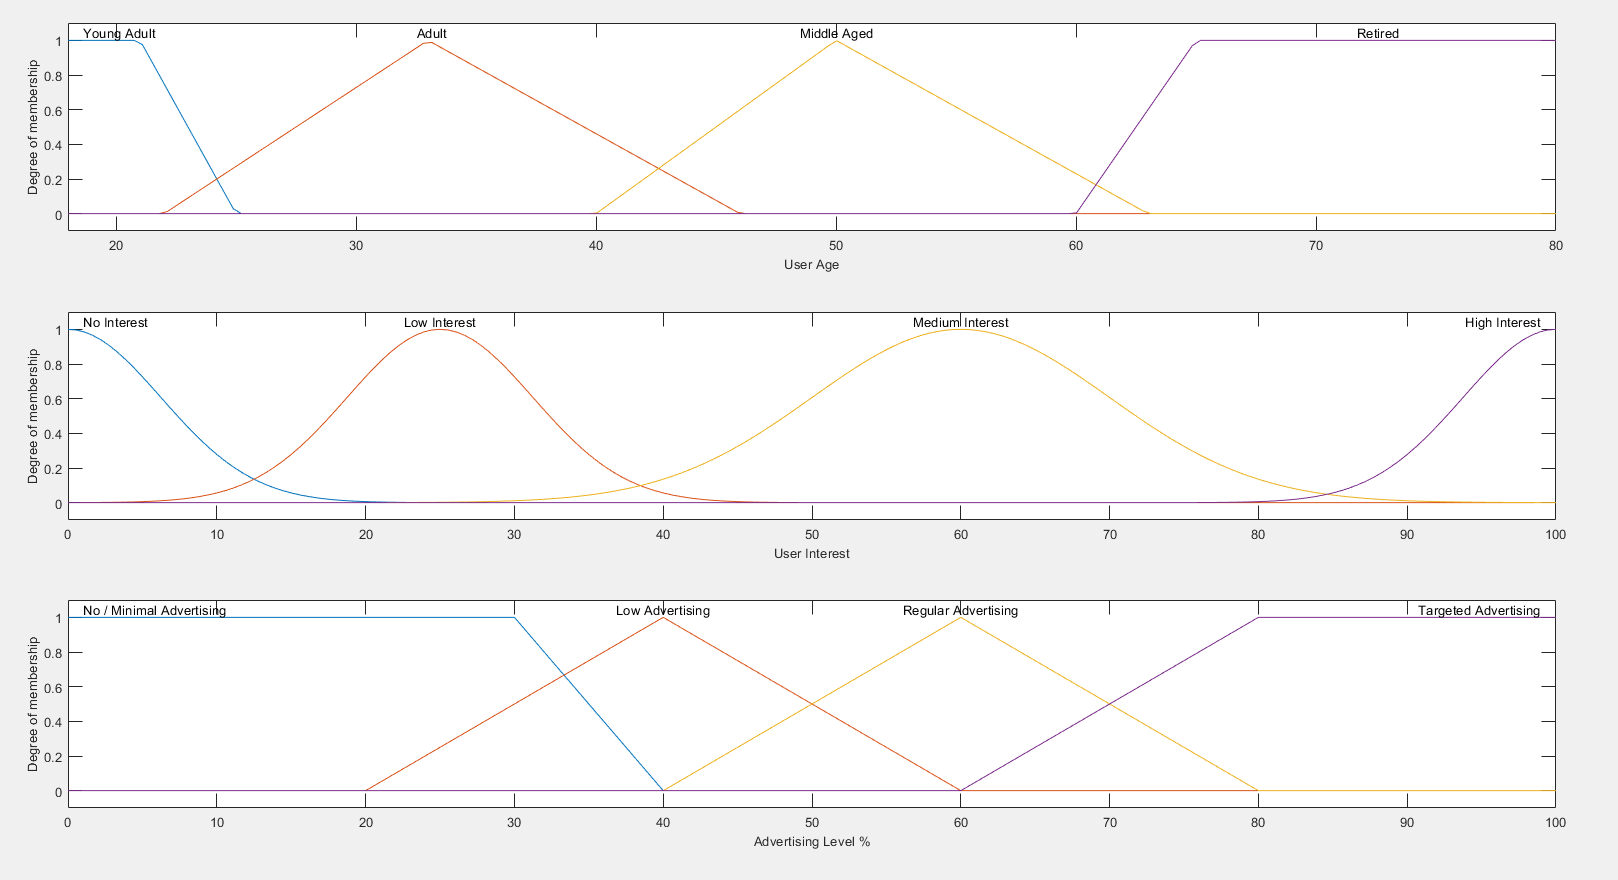 Young Adult Adult Middle Aged Retired
1
0.8
0.6
0.4
0.2
0
Degree of membership
20 30 40 50 60 70 80
User Age
No Interest Low Interest Medium Interest High Interest
1
0.8
0.6
0.4
0.2
0
Degree of membership
0 10 20 30 40 50 60 70 80 90 100
User Interest
No / Minimal Advertising Low Advertising Regular Advertising Targeted Advertising
1
0.8
0.6
0.4
0.2
0
Degree of membership
0 10 20 30 40 50 60 70 80 90 100
Advertising Level %